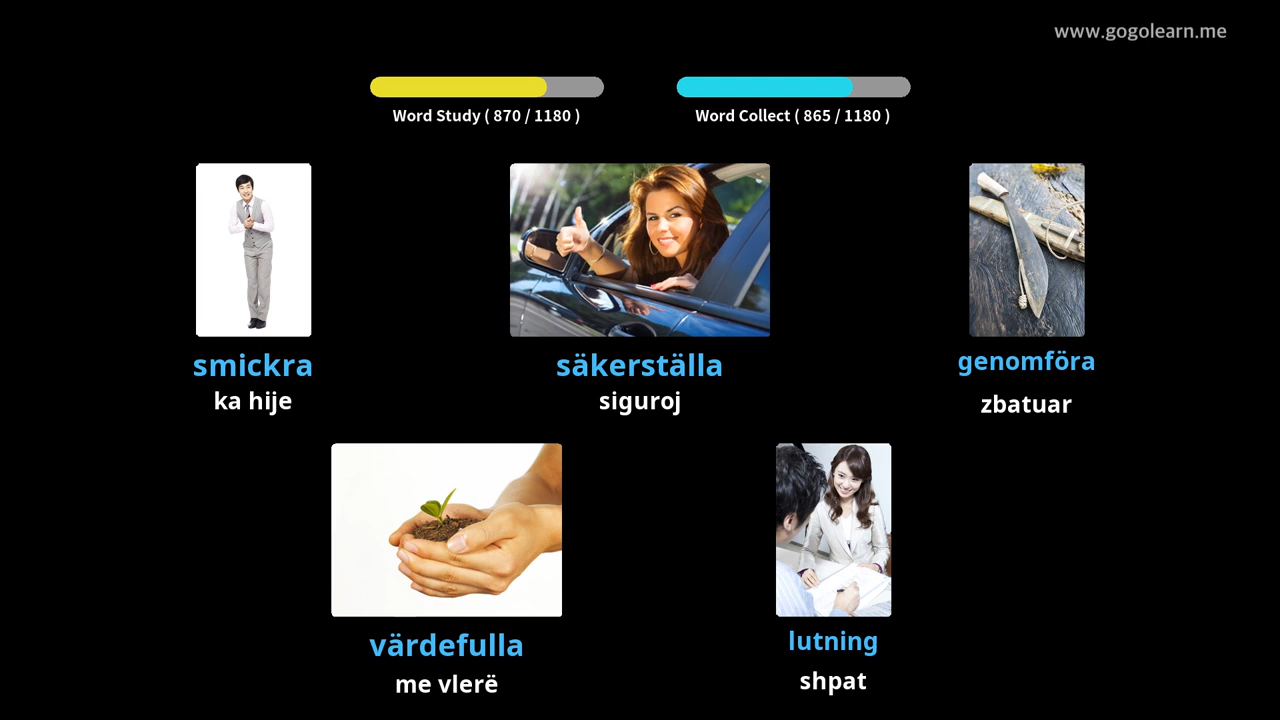 www.gogolearn.me
Word Study ( 870 / 1180 )
Word Collect ( 865 / 1180 )
smickra
ka hije
säkerställa
siguroj
genomföra
zbatuar
värdefulla
me vlerë
lutning
shpat